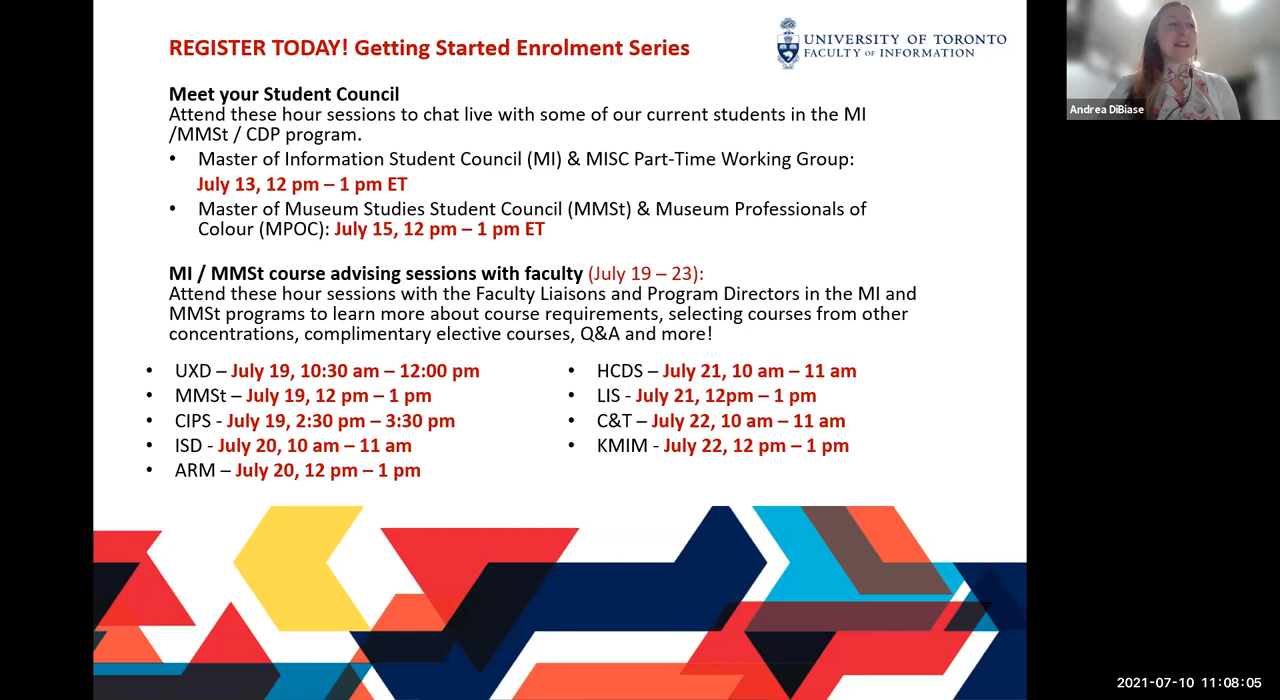 REGISTER TODAY! Getting Started Enrolment Series
UNIVERSITY OF TORONTO
FACULTY OF INFORMATION
Andrea DiBiase
Meet your Student Council
Attend these hour sessions to chat live with some of our current students in the MI
/MMSt / CDP program.
• Master of Information Student Council (MI) & MISC Part-Time Working Group:
July 13, 12 pm – 1 pm ET
• Master of Museum Studies Student Council (MMSt) & Museum Professionals of
Colour (MPOC): July 15, 12 pm – 1 pm ET
MI / MMSt course advising sessions with faculty (July 19 – 23):
Attend these hour sessions with the Faculty Liaisons and Program Directors in the MI and
MMSt programs to learn more about course requirements, selecting courses from other
concentrations, complimentary elective courses, Q&A and more!
• UXD – July 19, 10:30 am – 12:00 pm
• MMSt – July 19, 12 pm – 1 pm
• CIPS - July 19, 2:30 pm – 3:30 pm
• ISD - July 20, 10 am – 11 am
• ARM – July 20, 12 pm – 1 pm
• HCDS – July 21, 10 am – 11 am
• LIS - July 21, 12pm – 1 pm
• C&T – July 22, 10 am – 11 am
• KMIM - July 22, 12 pm – 1 pm
2021-07-10 11:08:05